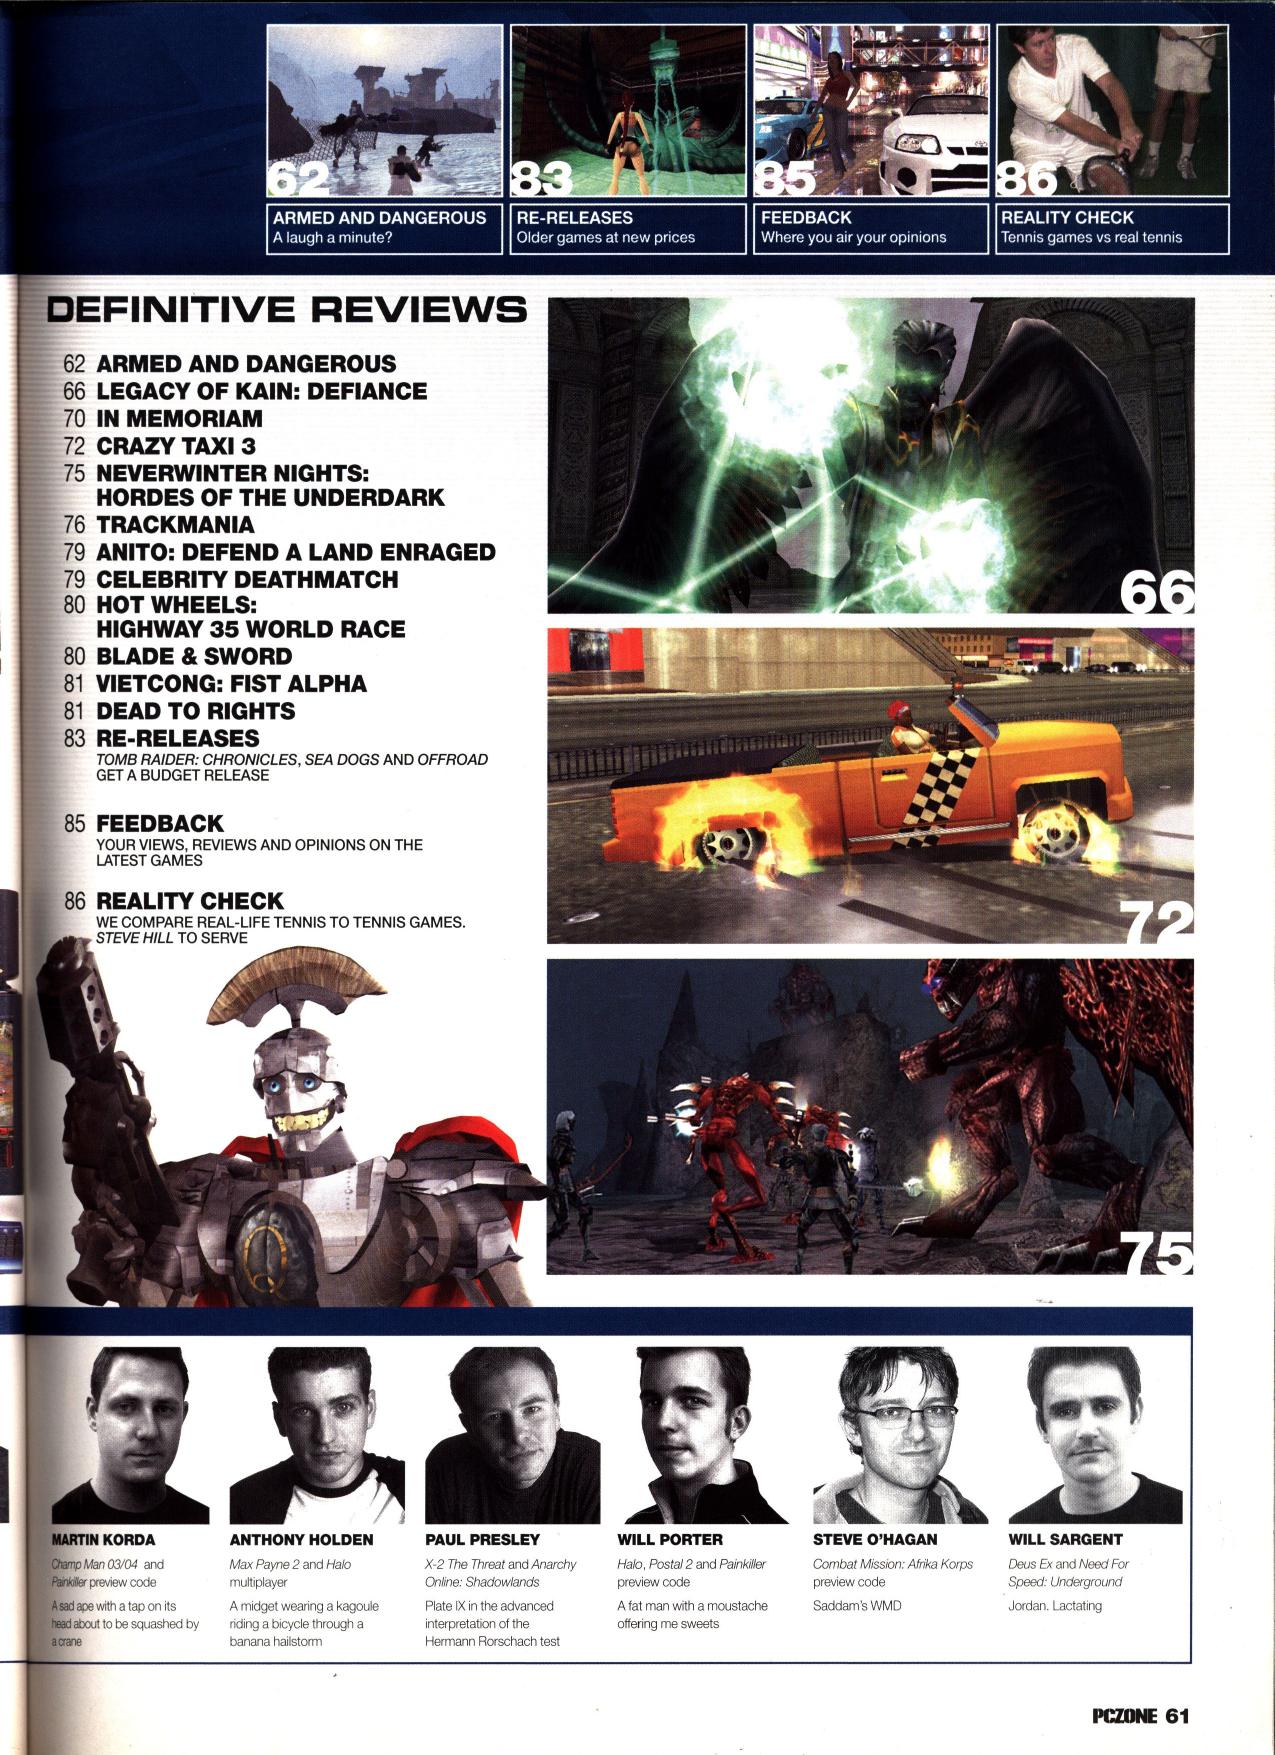 62
ARMED AND DANGEROUS
A laugh a minute?
83
RE-RELEASES
Older games at new prices
85
FEEDBACK
Where you air your opinions
86
REALITY CHECK
Tennis games vs real tennis
DEFINITIVE REVIEWS
62 ARMED AND DANGEROUS
66 LEGACY OF KAIN: DEFIANCE
70 IN MEMORIAM
72 CRAZY TAXI 3
75 NEVERWINTER NIGHTS:
HORDES OF THE UNDERDARK
76 TRACKMANIA
79 ANITO: DEFEND A LAND ENRAGED
79 CELEBRITY DEATHMATCH
80 HOT WHEELS:
HIGHWAY 35 WORLD RACE
80 BLADE & SWORD
81 VIETCONG: FIST ALPHA
81 DEAD TO RIGHTS
83 RE-RELEASES
TOMB RAIDER: CHRONICLES, SEA DOGS AND OFFROAD
GET A BUDGET RELEASE
85 FEEDBACK
YOUR VIEWS, REVIEWS AND OPINIONS ON THE
LATEST GAMES
86 REALITY CHECK
WE COMPARE REAL-LIFE TENNIS TO TENNIS GAMES.
STEVE HILL TO SERVE
66
72
75
MARTIN KORDA
Champ Man 03/04 and
Painkiller preview code
A sad ape with a tap on its
head about to be squashed by
a crane
ANTHONY HOLDEN
Max Payne 2 and Halo
multiplayer
A midget wearing a kagoule
riding a bicycle through a
banana hailstorm
PAUL PRESLEY
X-2 The Threat and Anarchy
Online: Shadowlands
Plate IX in the advanced
interpretation of the
Hermann Rorschach test
WILL PORTER
Halo, Postal 2 and Painkiller
preview code
A fat man with a moustache
offering me sweets
STEVE O'HAGAN
Combat Mission: Afrika Korps
preview code
Saddam's WMD
WILL SARGENT
Deus Ex and Need For
Speed: Underground
Jordan. Lactating
PCZONE 61